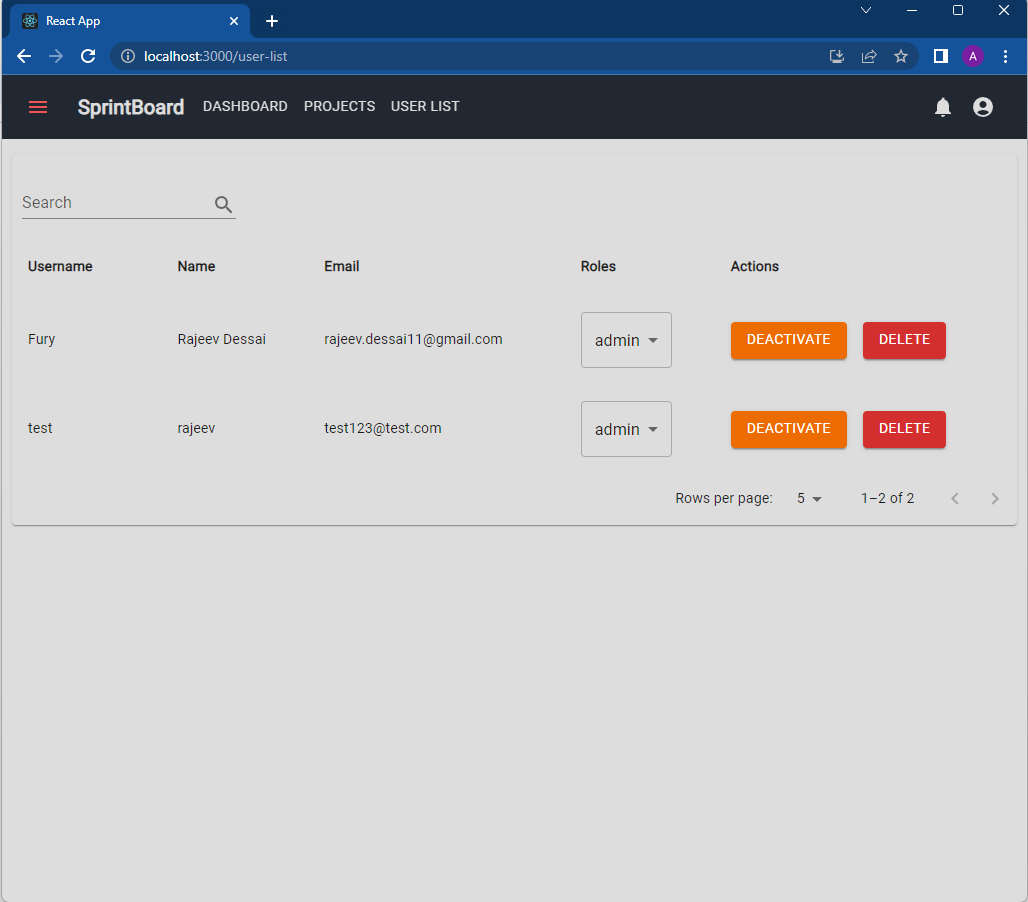 React App
localhost:3000/user-list
A
SprintBoard DASHBOARD PROJECTS USER LIST
Search
Username Name Email Roles Actions
Fury Rajeev Dessai rajeev.dessai11@gmail.com admin DEACTIVATE DELETE
test rajeev test123@test.com admin DEACTIVATE DELETE
Rows per page: 5 1–2 of 2